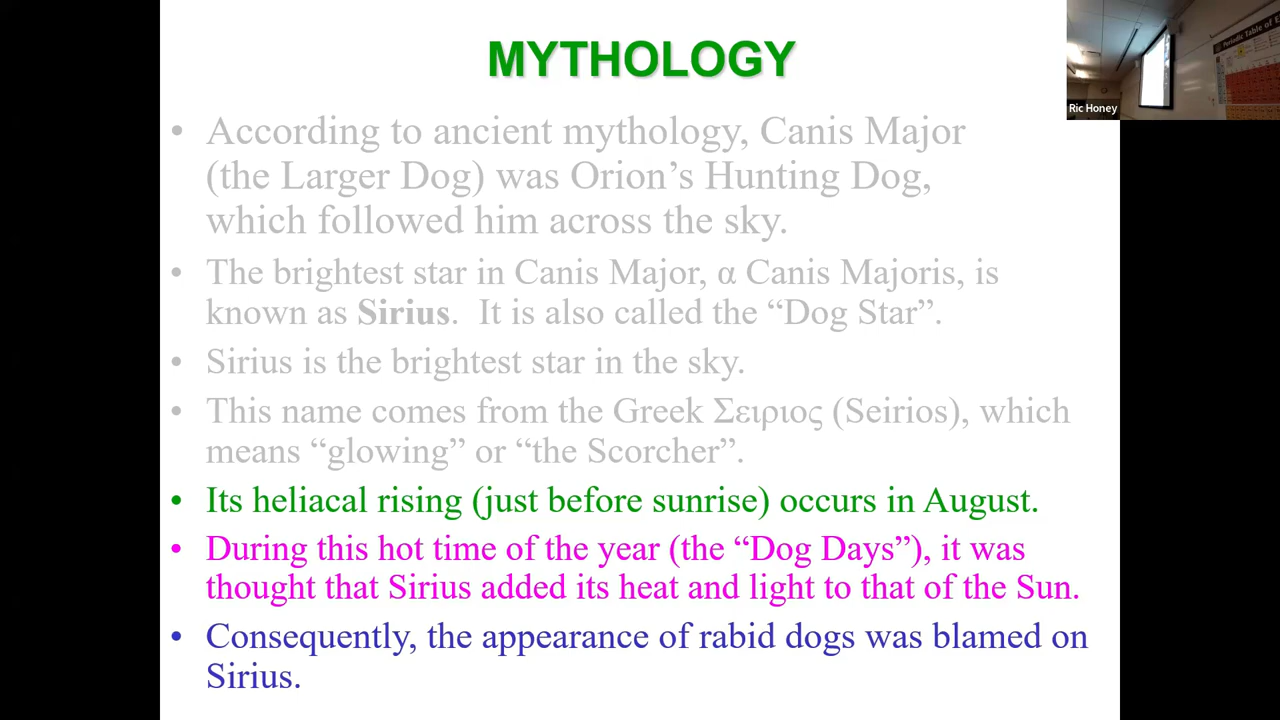 MYTHOLOGY
• According to ancient mythology, Canis Major
(the Larger Dog) was Orion’s Hunting Dog,
which followed him across the sky.
• The brightest star in Canis Major, α Canis Majoris, is
known as Sirius.  It is also called the “Dog Star”.
• Sirius is the brightest star in the sky.
• This name comes from the Greek Σειριος (Seirios), which
means “glowing” or “the Scorcher”.
• Its heliacal rising (just before sunrise) occurs in August.
• During this hot time of the year (the “Dog Days”), it was
thought that Sirius added its heat and light to that of the Sun.
• Consequently, the appearance of rabid dogs was blamed on
Sirius.
Periodic Table of
Ric Honey